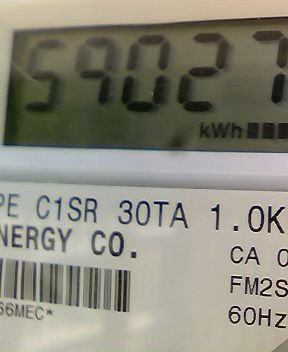 59027
kWh
PE C1SR 30TA 1.0K
NERGY CO.
CA 0
FM2S
66MEC*
60Hz